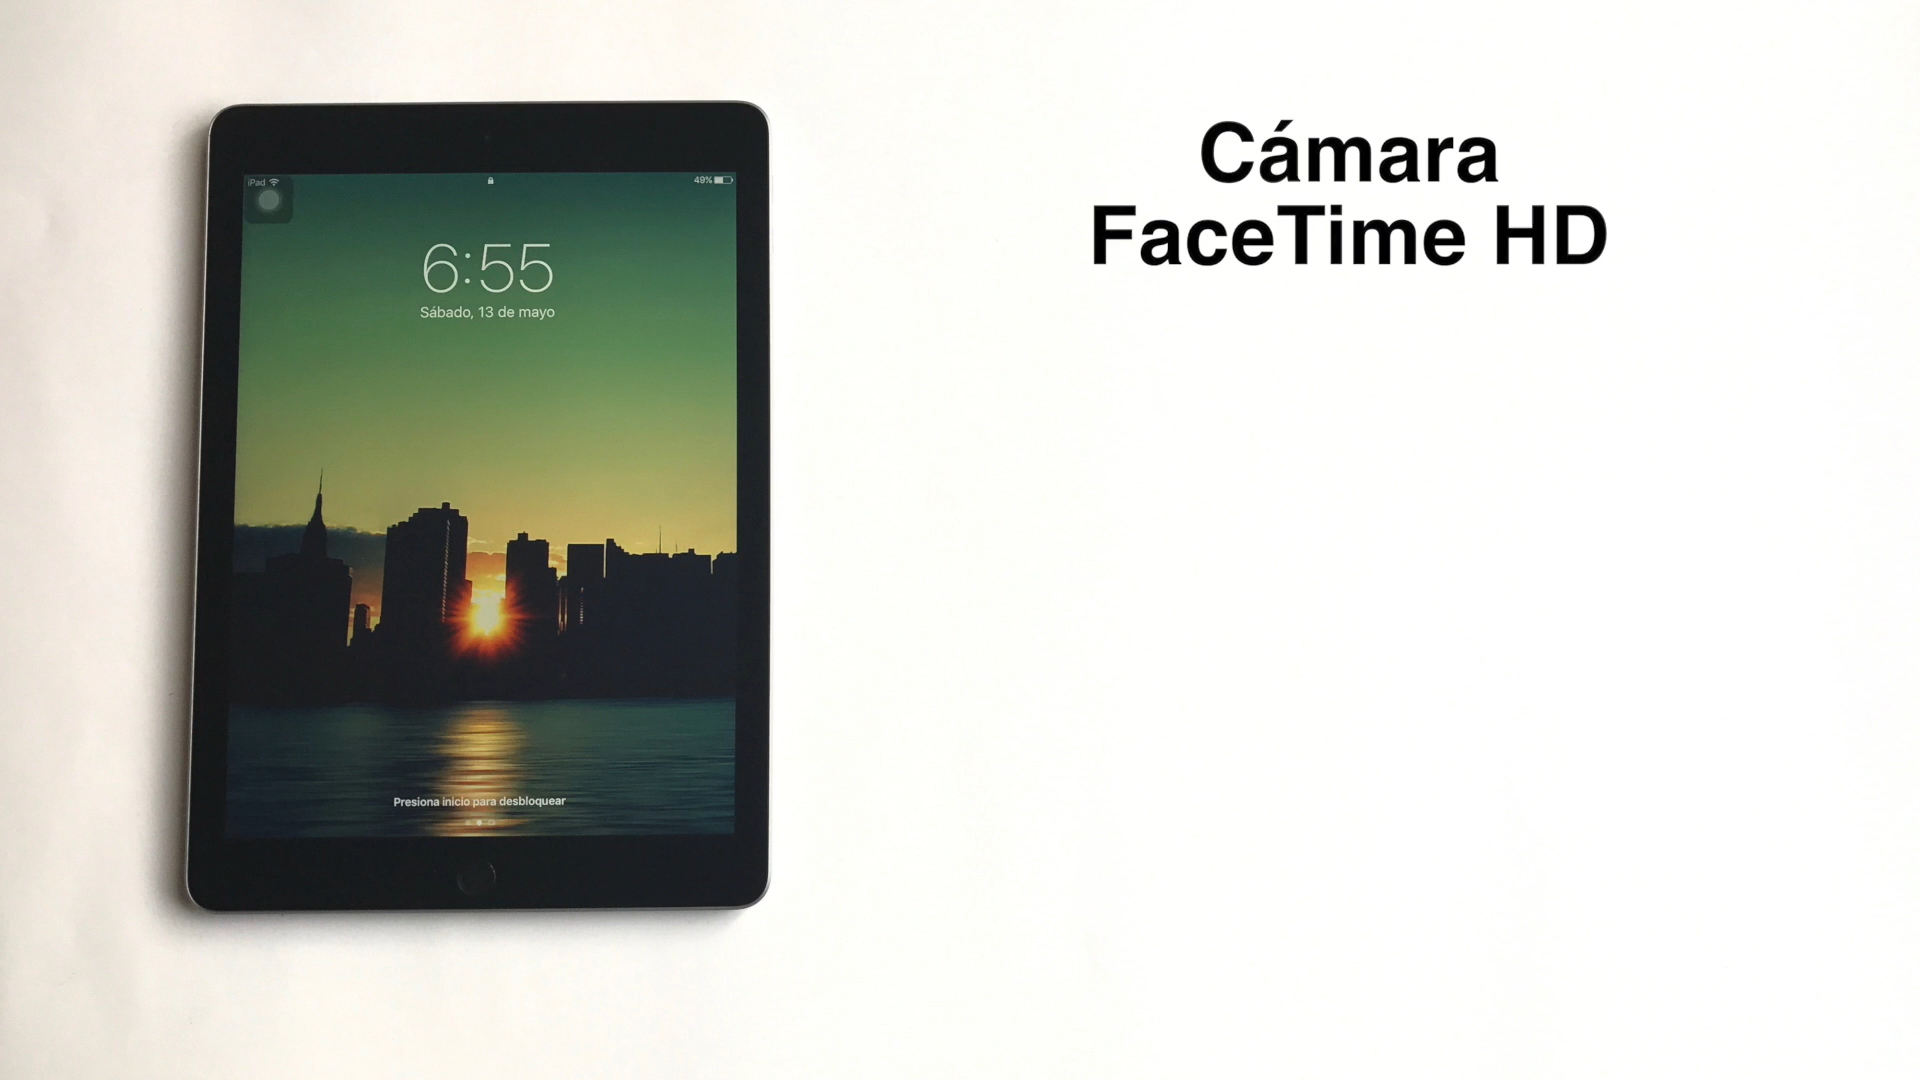 Cámara
FaceTime HD
iPad
49%
6:55
Sábado, 13 de mayo
Presiona inicio para desbloquear